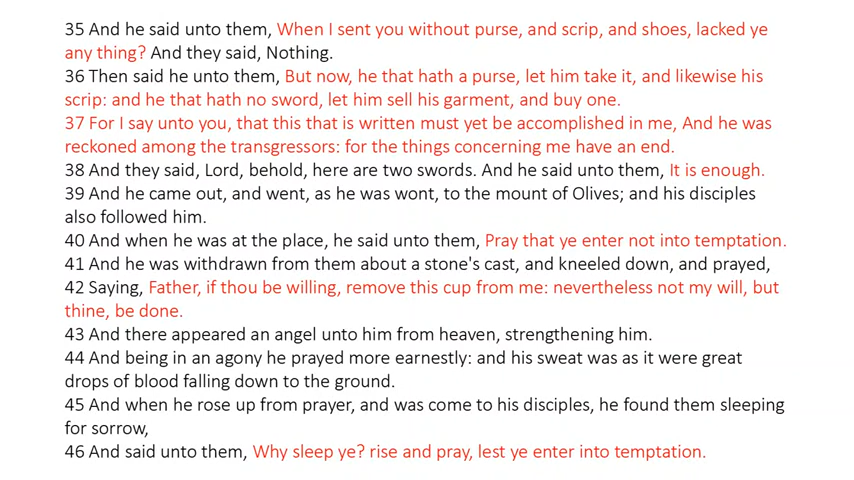 35 And he said unto them, When I sent you without purse, and scrip, and shoes, lacked ye
any thing? And they said, Nothing.
36 Then said he unto them, But now, he that hath a purse, let him take it, and likewise his
scrip: and he that hath no sword, let him sell his garment, and buy one.
37 For I say unto you, that this that is written must yet be accomplished in me, And he was
reckoned among the transgressors: for the things concerning me have an end.
38 And they said, Lord, behold, here are two swords. And he said unto them, It is enough.
39 And he came out, and went, as he was wont, to the mount of Olives; and his disciples
also followed him.
40 And when he was at the place, he said unto them, Pray that ye enter not into temptation.
41 And he was withdrawn from them about a stone's cast, and kneeled down, and prayed,
42 Saying, Father, if thou be willing, remove this cup from me: nevertheless not my will, but
thine, be done.
43 And there appeared an angel unto him from heaven, strengthening him.
44 And being in an agony he prayed more earnestly: and his sweat was as it were great
drops of blood falling down to the ground.
45 And when he rose up from prayer, and was come to his disciples, he found them sleeping
for sorrow,
46 And said unto them, Why sleep ye? rise and pray, lest ye enter into temptation.